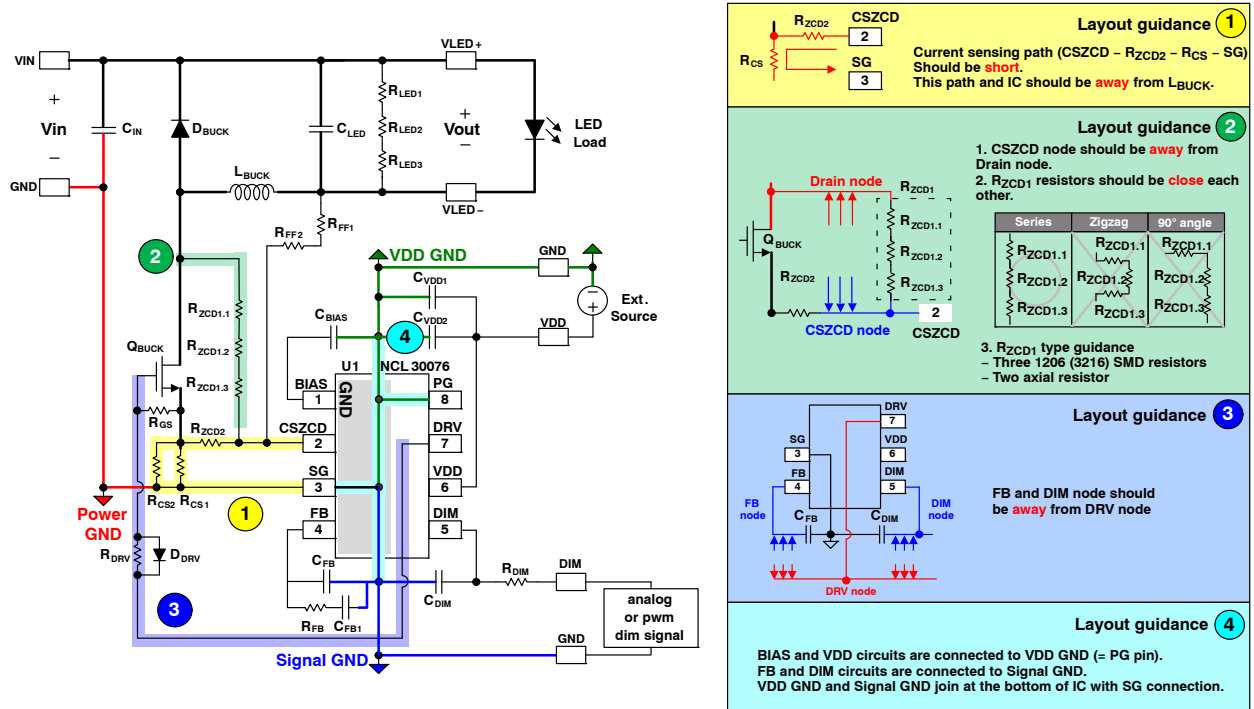 VIN
+
Vin
−
GND
CIN
DBUCK
LBUCK
CLED
RLED1
RLED2
RLED3
VLED+
+
Vout
−
VLED−
LED
Load
RFF1
RFF2
2
VDD GND
GND
Ext.
Source
VDD
CVDD1
CVDD2
CBIAS
4
RZCD1.1
RZCD1.2
RZCD1.3
QBUCK
RGS
RZCD2
U1
NCL 30076
GND
BIAS
1
CSZCD
2
SG
3
FB
4
PG
8
DRV
7
VDD
6
DIM
5
RCS2
RCS1
1
Power
GND
RDRV
DDRV
3
CFB
RFB
CFB1
CDIM
RDIM
DIM
analog
or pwm
dim signal
GND
Signal GND
Layout guidance 1
RZCD2
CSZCD
2
RCS
SG
3
Current sensing path (CSZCD − RZCD2 − RCS − SG)
Should be short.
This path and IC should be away from LBUCK.
Layout guidance 2
1. CSZCD node should be away from
Drain node.
2. RZCD1 resistors should be close each
other.
Drain node
RZCD1
RZCD1.1
RZCD1.2
RZCD1.3
QBUCK
RZCD2
CSZCD node
2
CSZCD
Series
Zigzag
90° angle
RZCD1.1
RZCD1.2
RZCD1.3
RZCD1.1
RZCD1.2
RZCD1.3
RZCD1.1
RZCD1.2
RZCD1.3
3. RZCD1 type guidance
− Three 1206 (3216) SMD resistors
− Two axial resistor
Layout guidance 3
DRV
7
SG
3
VDD
6
FB
4
DIM
5
FB
node
CFB
CDIM
DIM
node
DRV node
FB and DIM node should
be away from DRV node
Layout guidance 4
BIAS and VDD circuits are connected to VDD GND (= PG pin).
FB and DIM circuits are connected to Signal GND.
VDD GND and Signal GND join at the bottom of IC with SG connection.